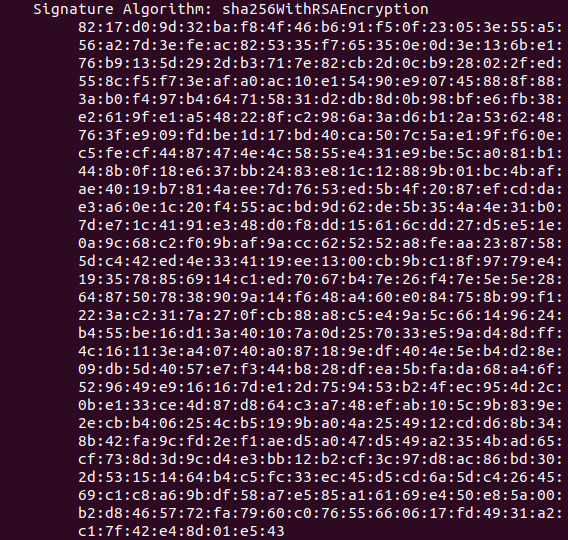 Signature Algorithm: sha256WithRSAEncryption
82:17:d0:9d:32:ba:f8:4f:46:b6:91:f5:0f:23:05:3e:55:a5:
56:a2:7d:3e:fe:ac:82:53:35:f7:65:35:0e:0d:3e:13:6b:e1:
76:b9:13:5d:29:2d:b3:71:7e:82:cb:2d:0c:b9:28:02:2f:ed:
55:8c:f5:f7:3e:af:a0:ac:10:e1:54:90:e9:07:45:88:8f:88:
3a:b0:f4:97:b4:64:71:58:31:d2:db:8d:0b:98:bf:e6:fb:38:
e2:61:9f:e1:a5:48:22:8f:c2:98:6a:3a:d6:b1:2a:53:62:48:
76:3f:e9:09:fd:be:1d:17:bd:40:ca:50:7c:5a:e1:9f:f6:0e:
c5:fe:cf:44:87:47:4e:4c:58:55:e4:31:e9:be:5c:a0:81:b1:
44:8b:0f:18:e6:37:bb:24:83:e8:1c:12:88:9b:01:bc:4b:af:
ae:40:19:b7:81:4a:ee:7d:76:53:ed:5b:4f:20:87:ef:cd:da:
e3:a6:0e:1c:20:f4:55:ac:bd:9d:62:de:5b:35:4a:4e:31:b0:
7d:e7:1c:41:91:e3:48:d0:f8:dd:15:61:6c:dd:27:d5:e5:1e:
0a:9c:68:c2:f0:9b:af:9a:cc:62:52:52:a8:fe:aa:23:87:58:
5d:c4:42:ed:4e:33:41:19:ee:13:00:cb:9b:c1:8f:97:79:e4:
19:35:78:85:69:14:c1:ed:70:67:b4:7e:26:f4:7e:5e:5e:28:
64:87:50:78:38:90:9a:14:f6:48:a4:60:e0:84:75:8b:99:f1:
22:3a:c2:31:7a:27:0f:cb:88:a8:c5:e4:9a:5c:66:14:96:24:
b4:55:be:16:d1:3a:40:10:7a:0d:25:70:33:e5:9a:d4:8d:ff:
4c:16:11:3e:a4:07:40:a0:87:18:9e:df:40:4e:5e:b4:d2:8e:
09:db:5d:40:57:e7:f3:44:b8:28:df:ea:5b:fa:da:68:a4:6f:
52:96:49:e9:16:16:7d:e1:2d:75:94:53:b2:4f:ec:95:4d:2c:
0b:e1:33:ce:4d:87:d8:64:c3:a7:48:ef:ab:10:5c:9b:83:9e:
2e:cb:b4:06:25:4c:b5:19:9b:a0:4a:25:49:12:cd:d6:8b:34:
8b:42:fa:9c:fd:2e:f1:ae:d5:a0:47:d5:49:a2:35:4b:ad:65:
cf:73:8d:3d:9c:d4:e3:bb:12:b2:cf:3c:97:d8:ac:86:bd:30:
2d:53:15:14:64:b4:c5:fc:33:ec:45:d5:cd:6a:5d:c4:26:45:
69:c1:c8:a6:9b:df:58:a7:e5:85:a1:61:69:e4:50:e8:5a:00:
b2:d8:46:57:72:fa:79:60:c0:76:55:66:06:17:fd:49:31:a2:
c1:7f:42:e4:8d:01:e5:43